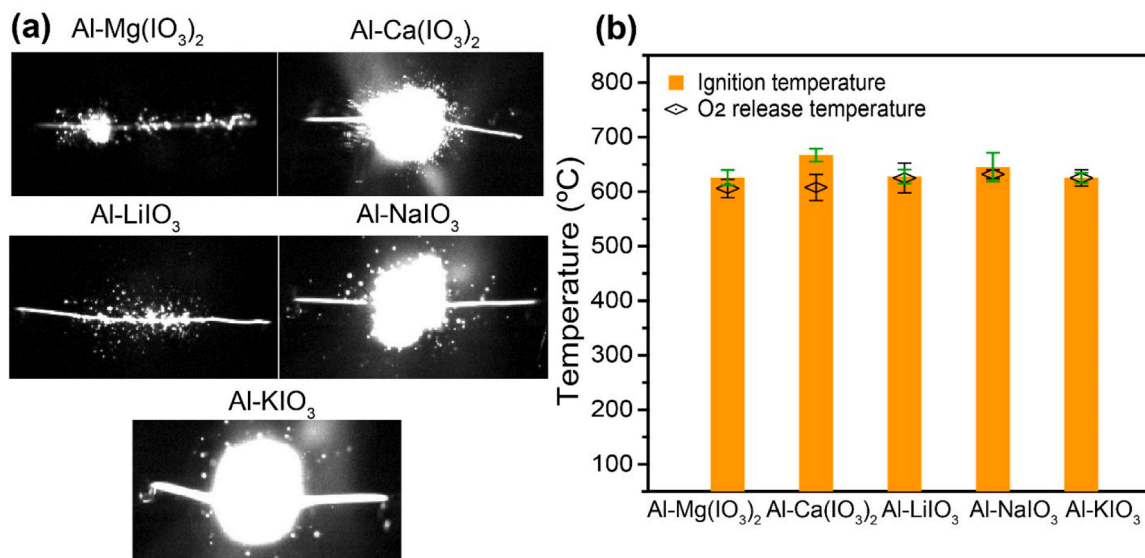 (a)
Al-Mg(IO₃)₂
Al-Ca(IO₃)₂
Al-LiIO₃
Al-NaIO₃
Al-KIO₃
(b)
Ignition temperature
O₂ release temperature
Temperature (ºC)
800
700
600
500
400
300
200
100
Al-Mg(IO₃)₂ Al-Ca(IO₃)₂ Al-LiIO₃ Al-NaIO₃ Al-KIO₃